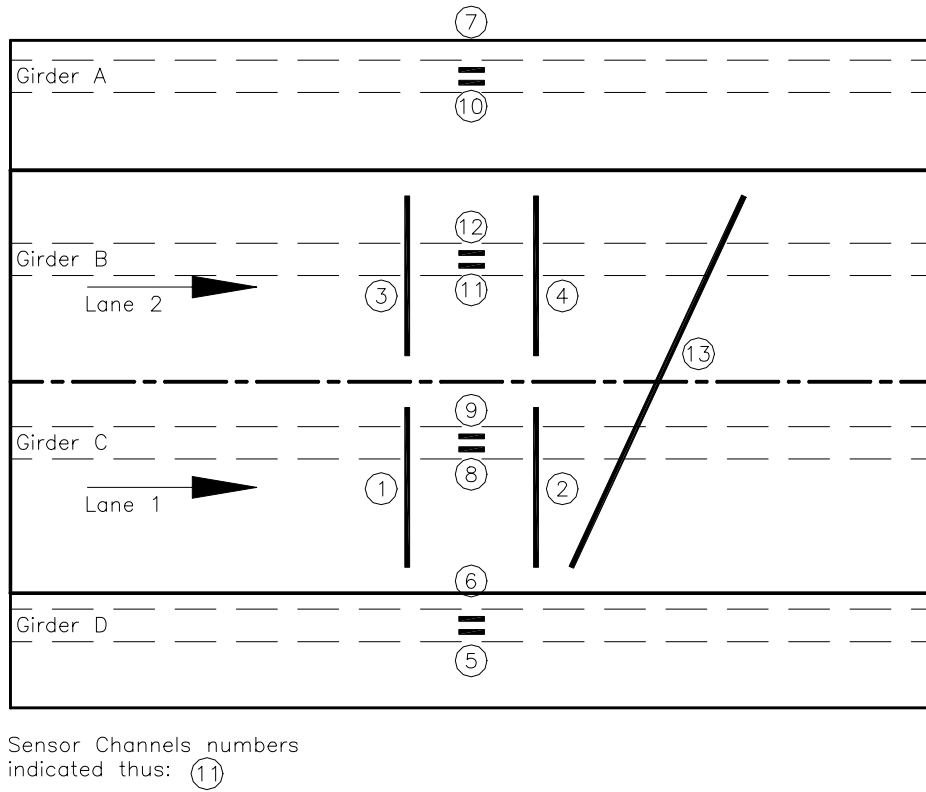 7
Girder A
10
12
Girder B
11
3
4
Lane 2
13
9
Girder C
8
1
2
Lane 1
6
Girder D
5
Sensor Channels numbers
indicated thus: 11